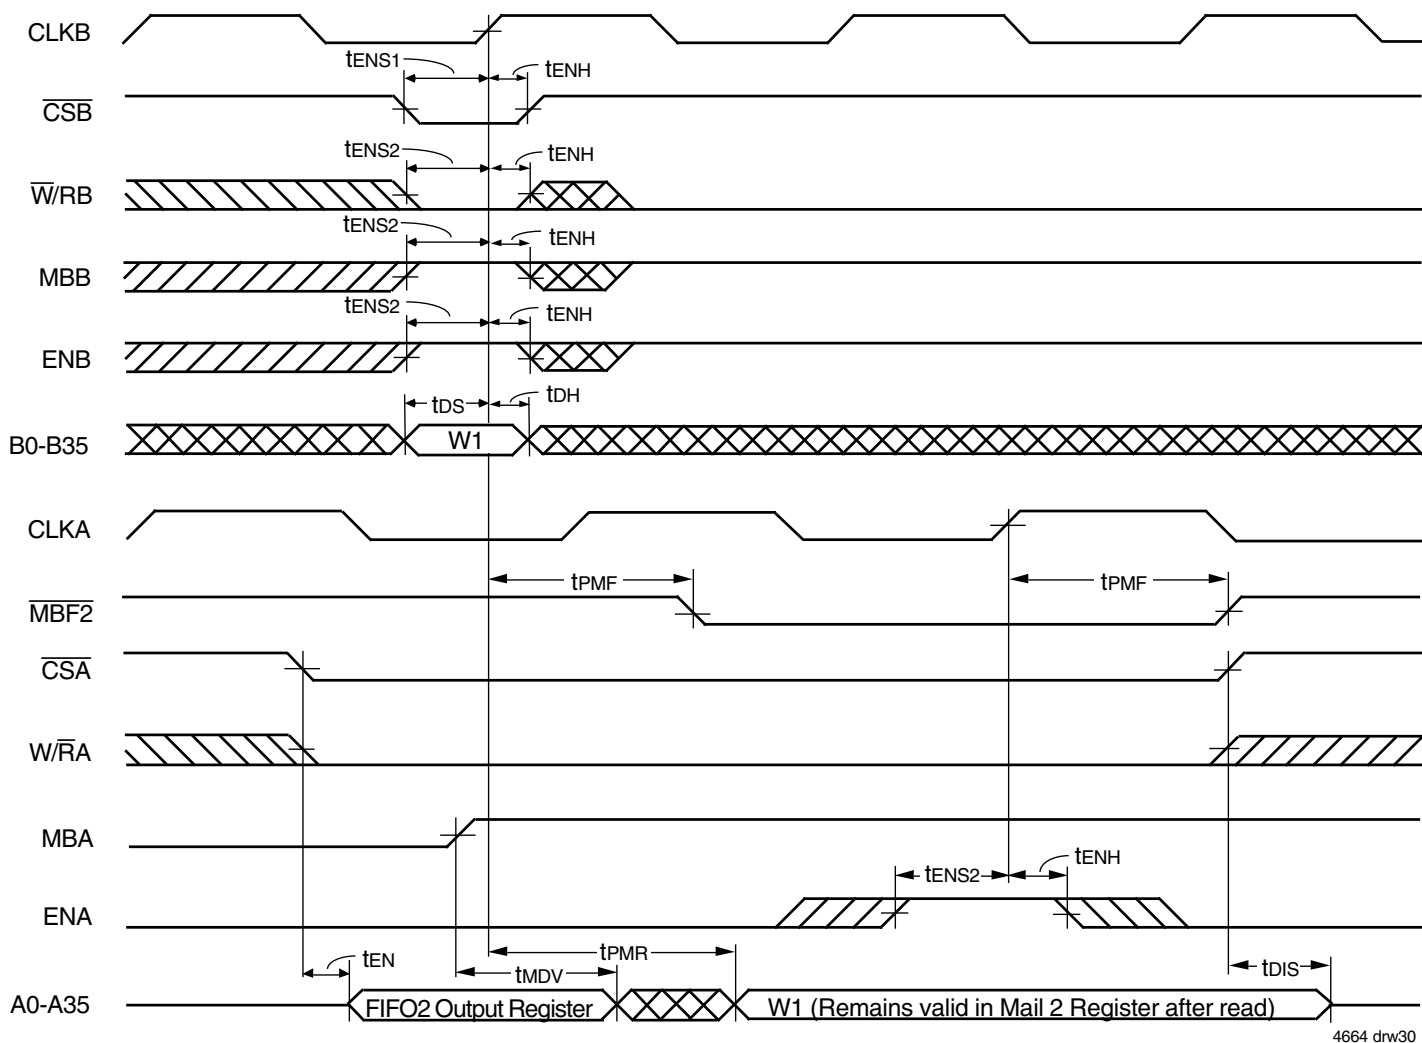 CLKB
tENS1
tENH
CSB
tENS2
tENH
W/RB
tENS2
tENH
MBB
tENS2
tENH
ENB
tDS
tDH
B0-B35
W1
CLKA
tPMF
tPMF
MBF2
CSA
W/RA
MBA
tENS2
tENH
ENA
tEN
tPMR
tMDV
tDIS
A0-A35
FIFO2 Output Register
W1 (Remains valid in Mail 2 Register after read)
4664 drw30